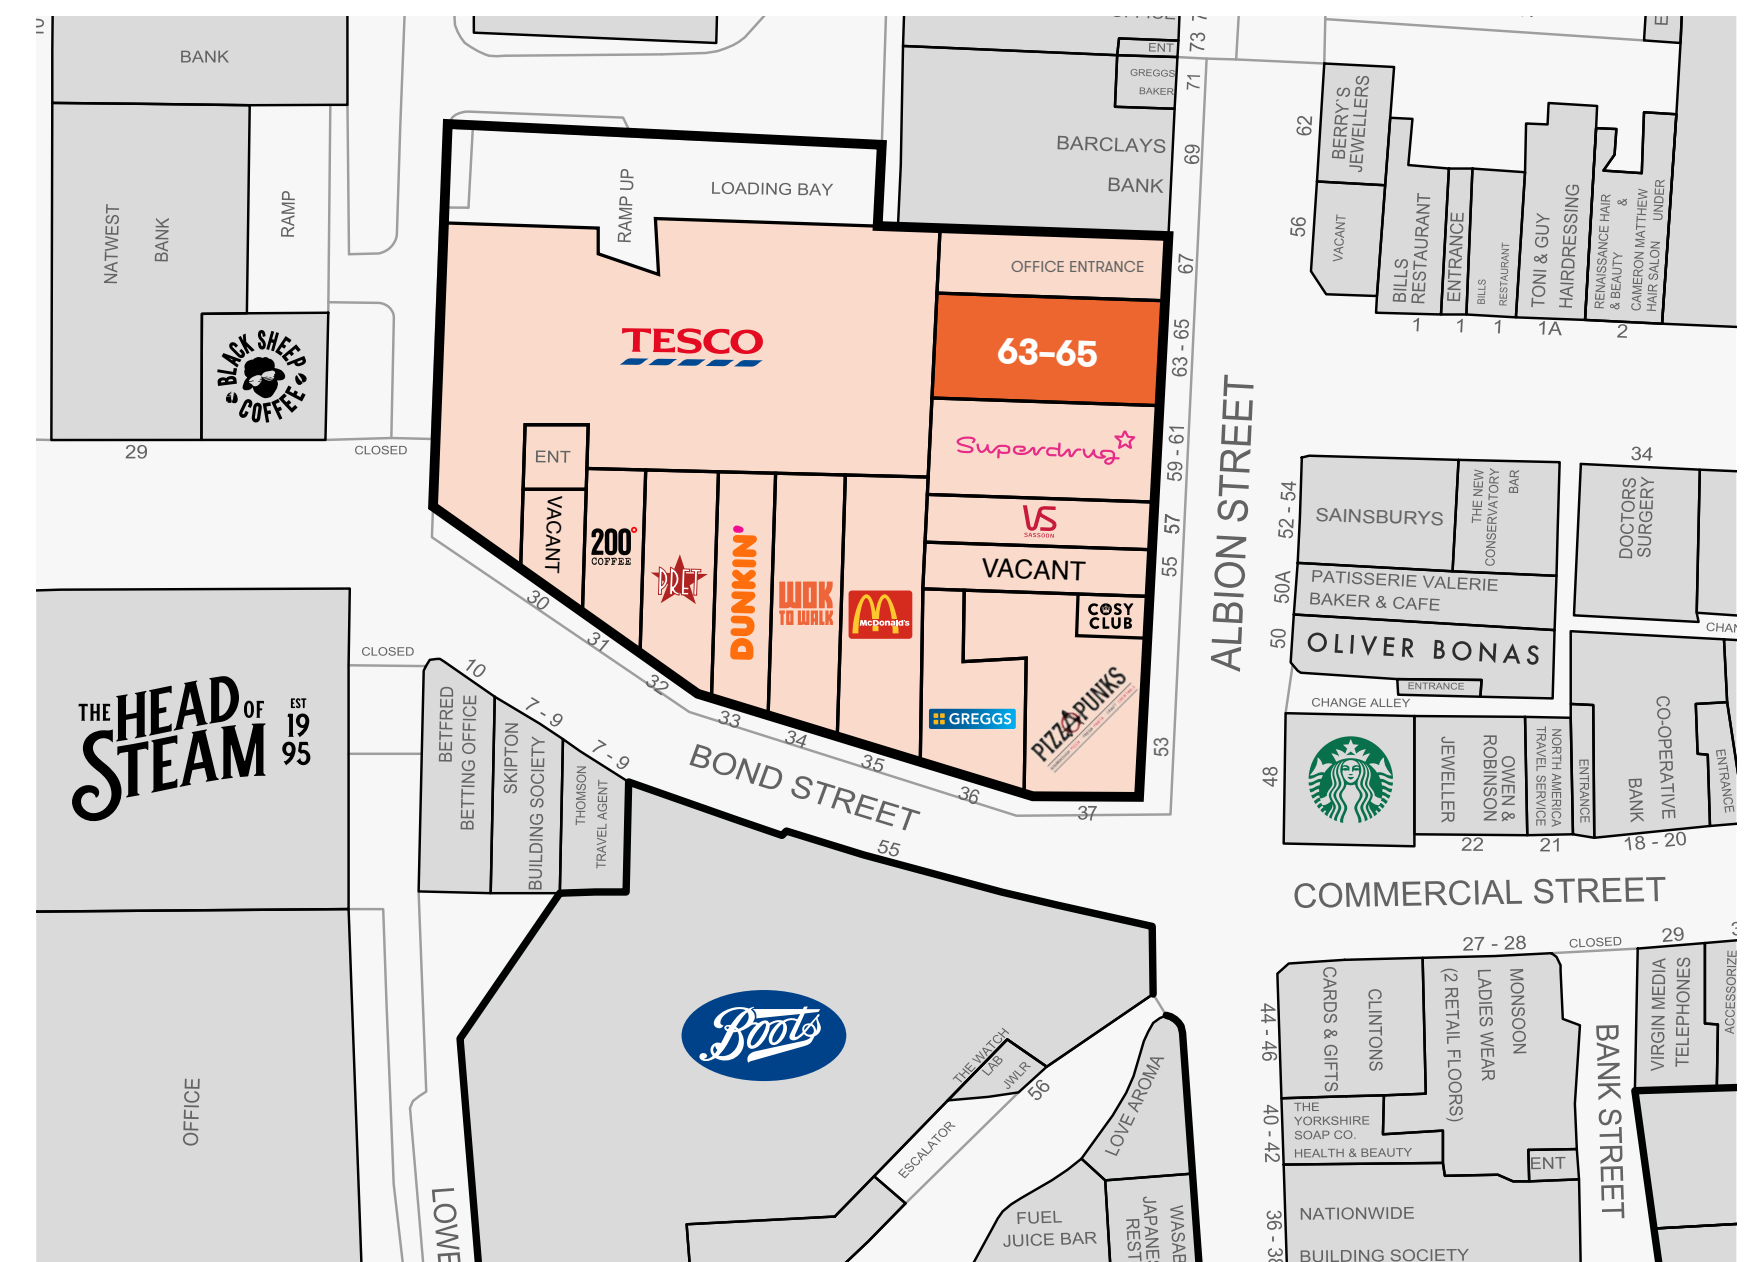 BANK
NATWEST
BANK
RAMP
BLACK SHEEP
COFFEE
29
CLOSED
RAMP UP
LOADING BAY
ENT
GREGGS
BAKER
BARCLAYS
BANK
73
71
69
67
63 - 65
59 - 61
57
55
53
OFFICE ENTRANCE
63-65
TESCO
Superdrug
VS
SASSOON
VACANT
COSY
CLUB
PIZZA PUNKS
GREGGS
ENT
VACANT
200°
COFFEE
PRET
DUNKIN'
WOK
TO WALK
McDonald's
30
31
32
33
34
35
36
37
BOND STREET
ALBION STREET
62
BERRY`S
JEWELLERS
56
VACANT
BILLS
RESTAURANT
ENTRANCE
BILLS
RESTAURANT
TONI & GUY
HAIRDRESSING
RENAISSANCE HAIR
& BEAUTY
&
CAMERON MATTHEW
HAIR SALON
UNDER
1
1
1
1A
2
52 - 54
SAINSBURYS
THE NEW
CONSERVATORY
BAR
34
DOCTORS
SURGERY
50A
PATISSERIE VALERIE
BAKER & CAFE
50
OLIVER BONAS
ENTRANCE
CHANGE ALLEY
CHAN
48
JEWELLER
OWEN &
ROBINSON
NORTH AMERICA
TRAVEL SERVICE
ENTRANCE
CO-OPERATIVE
BANK
ENTRANCE
22
21
18 - 20
COMMERCIAL STREET
CLOSED
THE HEAD OF
STEAM
EST
19
95
10
7 - 9
7 - 9
BETFRED
BETTING OFFICE
SKIPTON
BUILDING SOCIETY
THOMSON
TRAVEL AGENT
55
Boots
OFFICE
LOWE
THE WATCH
LAB
JWLR
56
ESCALATOR
LOVE AROMA
FUEL
JUICE BAR
JAPANES
REST
WASAB
27 - 28
CLOSED
29
44 - 46
CARDS & GIFTS
CLINTONS
MONSOON
LADIES WEAR
(2 RETAIL FLOORS)
40 - 42
THE
YORKSHIRE
SOAP CO.
HEALTH & BEAUTY
ENT
36 - 38
NATIONWIDE
BUILDING SOCIETY
BANK STREET
VIRGIN MEDIA
TELEPHONES
ACCESSORIZE